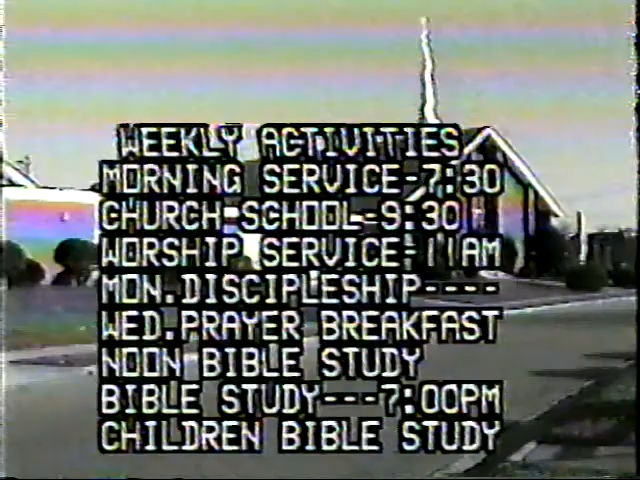 WEEKLY ACTIVITIES
MORNING SERVICE-7:30
CHURCH SCHOOL-9:30
WORSHIP SERVICE-11AM
MON.DISCIPLESHIP----
WED.PRAYER BREAKFAST
NOON BIBLE STUDY
BIBLE STUDY---7:00PM
CHILDREN BIBLE STUDY